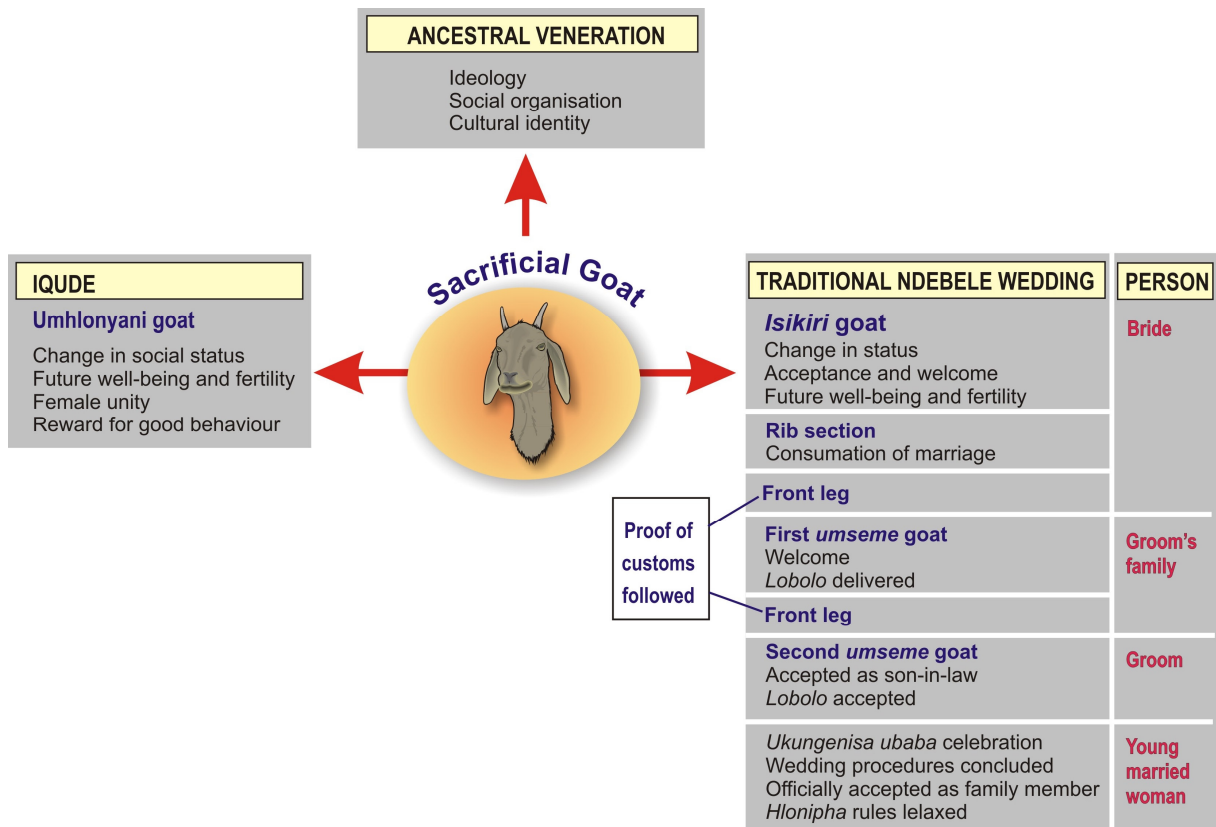 ANCESTRAL VENERATION
Ideology
Social organisation
Cultural identity
Sacrificial Goat
IQUDE
Umhlonyani goat
Change in social status
Future well-being and fertility
Female unity
Reward for good behaviour
TRADITIONAL NDEBELE WEDDING
PERSON
Isikiri goat
Change in status
Acceptance and welcome
Future well-being and fertility
Bride
Rib section
Consumation of marriage
Front leg
Proof of
customs
followed
First umseme goat
Welcome
Lobolo delivered
Groom's
family
Front leg
Second umseme goat
Accepted as son-in-law
Lobolo accepted
Groom
Ukungenisa ubaba celebration
Wedding procedures concluded
Officially accepted as family member
Hlonipha rules lelaxed
Young
married
woman